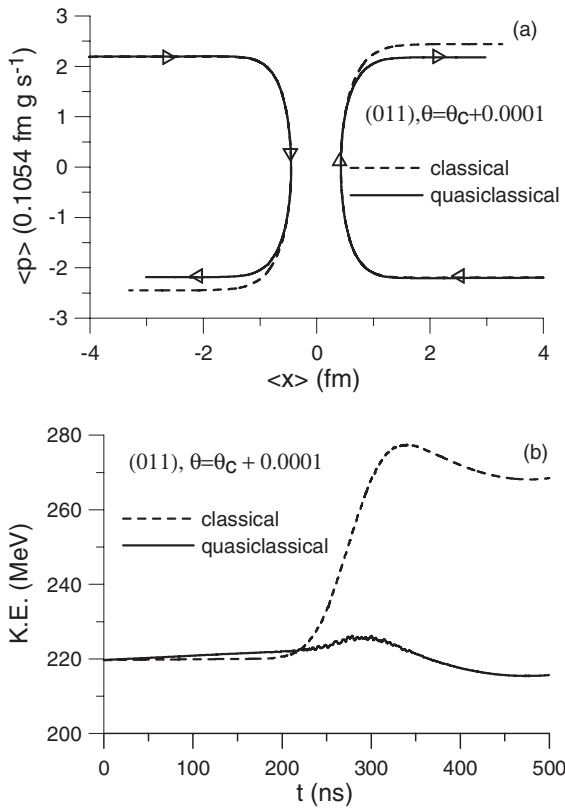 (a)
3
2
1
0
-1
-2
-3
<p> (0.1054 fm g s⁻¹)
(011),θ=θc+0.0001
classical
quasiclassical
-4
-2
0
2
4
<x> (fm)
(b)
280
260
240
220
200
K.E. (MeV)
(011), θ=θc + 0.0001
classical
quasiclassical
0
100
200
300
400
500
t (ns)